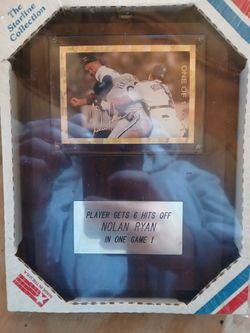 The Starline Collection
ONE OF
PLAYER GETS 6 HITS OFF
NOLAN RYAN
IN ONE GAME !